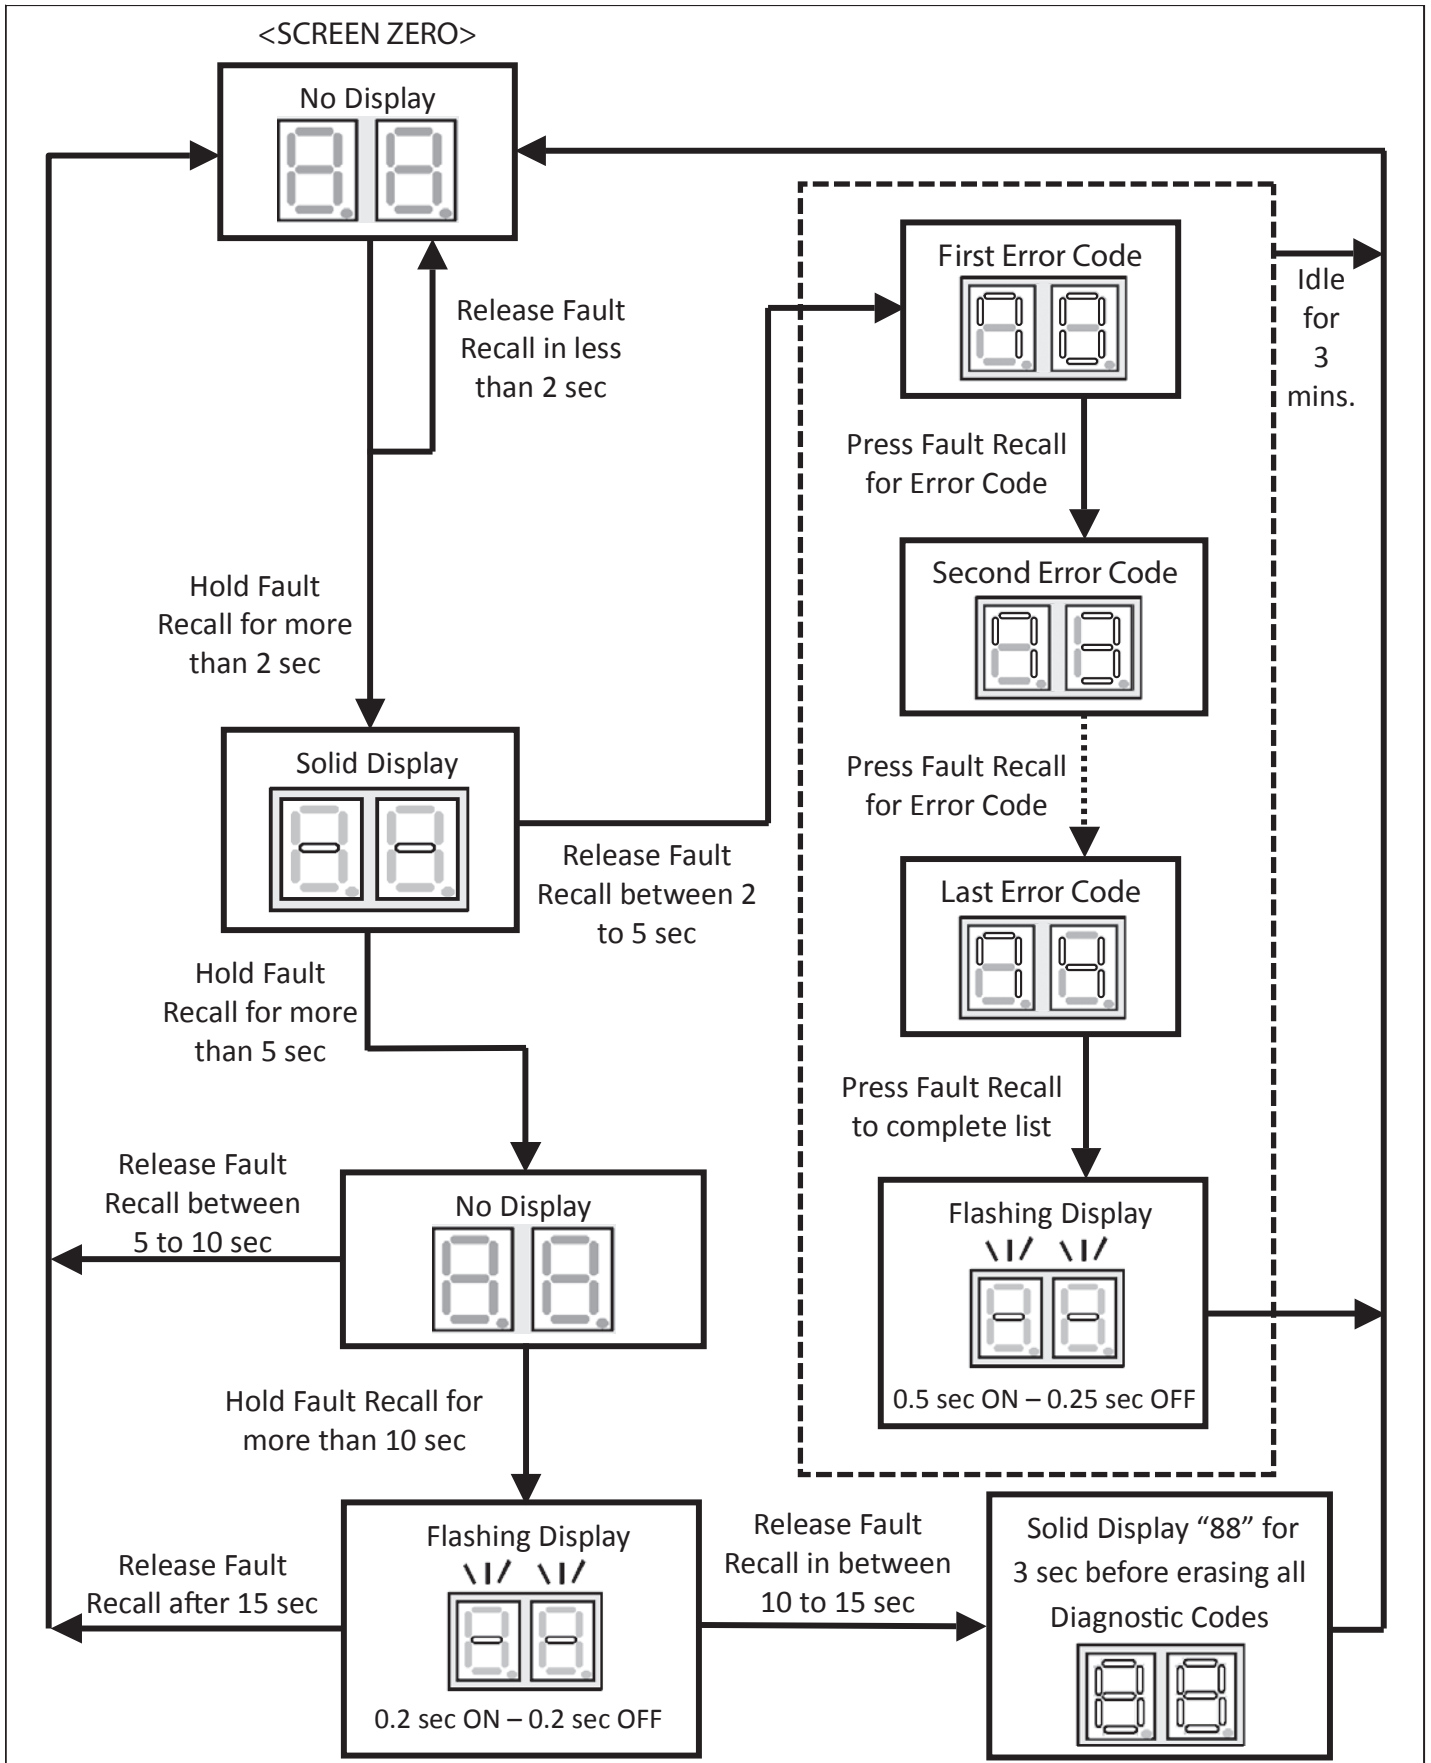 <SCREEN ZERO>
No Display
Release Fault
Recall in less
than 2 sec
Hold Fault
Recall for more
than 2 sec
Solid Display
- -
Release Fault
Recall between 2
to 5 sec
Hold Fault
Recall for more
than 5 sec
No Display
Release Fault
Recall between
5 to 10 sec
Hold Fault Recall for
more than 10 sec
Flashing Display
- -
0.2 sec ON – 0.2 sec OFF
Release Fault
Recall after 15 sec
Release Fault
Recall in between
10 to 15 sec
Solid Display “88” for
3 sec before erasing all
Diagnostic Codes
88
First Error Code
70
Press Fault Recall
for Error Code
Second Error Code
73
Press Fault Recall
for Error Code
Last Error Code
74
Press Fault Recall
to complete list
Flashing Display
- -
0.5 sec ON – 0.25 sec OFF
Idle
for
3
mins.